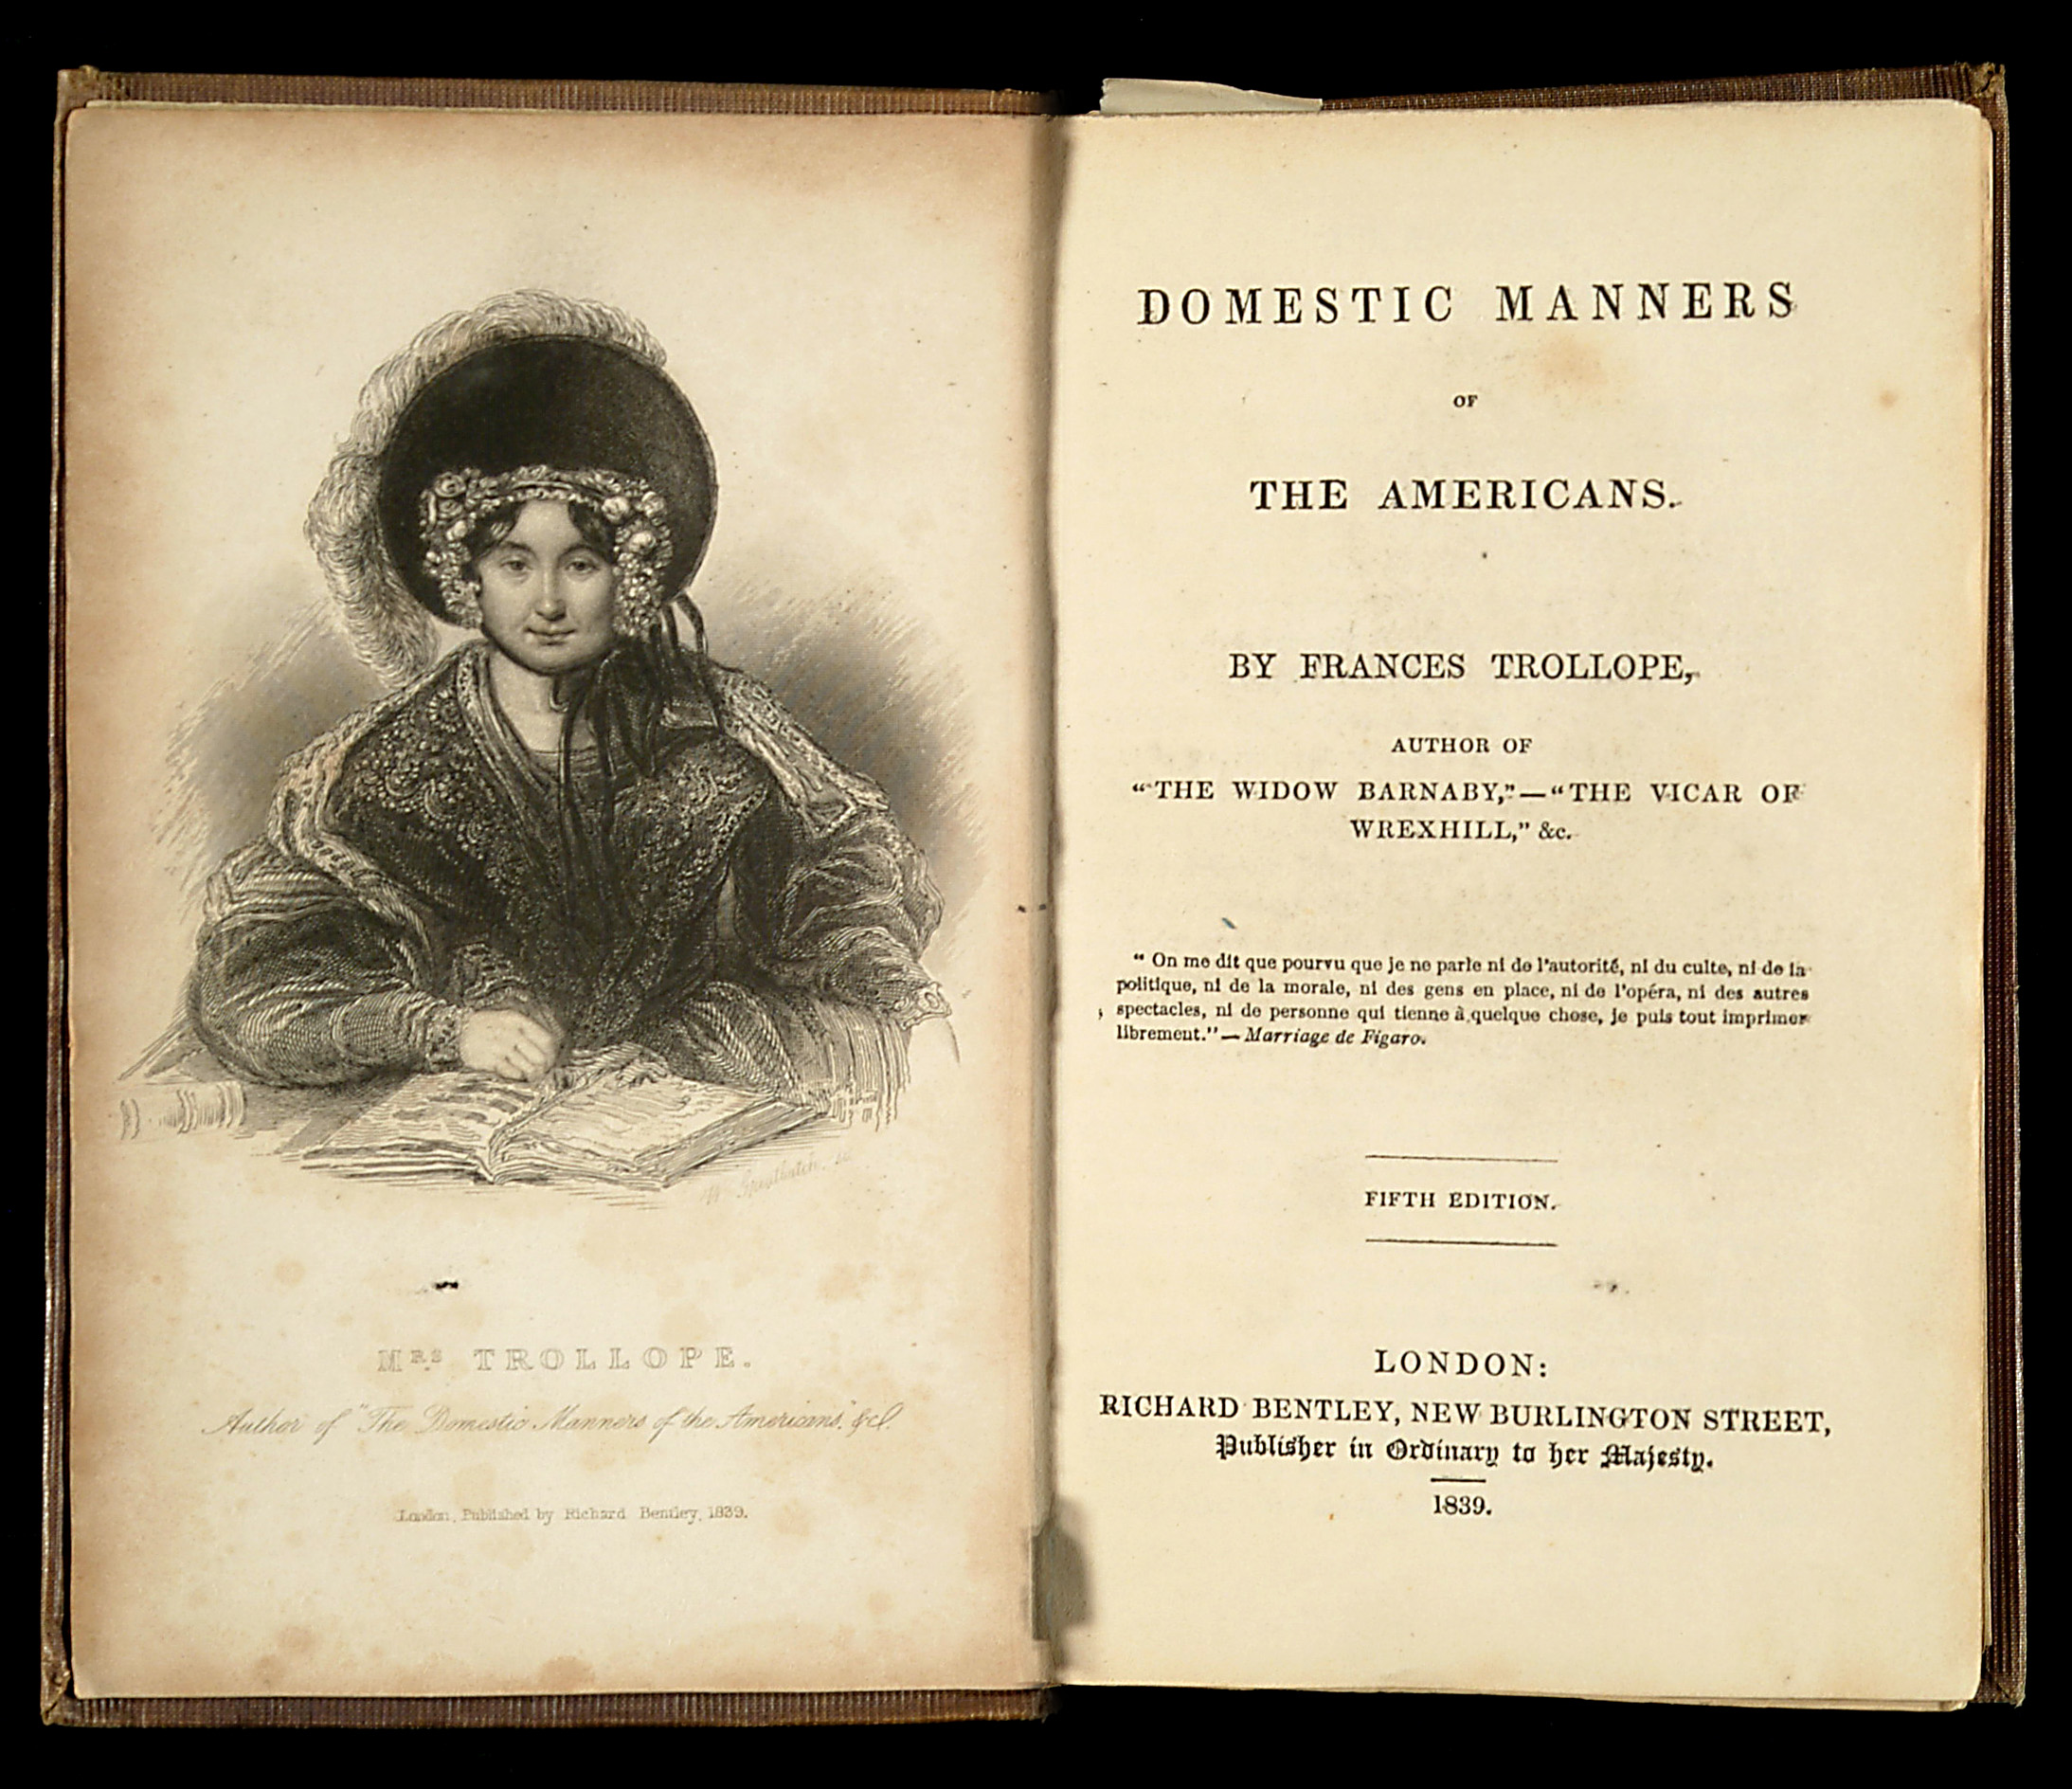 W. Greatbatch. sc.
MRS TROLLOPE.
Author of "The Domestic Manners of the Americans," &c.
London, Published by Richard Bentley, 1839.
DOMESTIC MANNERS
OF
THE AMERICANS.
BY FRANCES TROLLOPE,
AUTHOR OF
"THE WIDOW BARNABY,"—"THE VICAR OF
WREXHILL," &c.
"On me dit que pourvu que je ne parle ni de l'autorité, ni du culte, ni de la
politique, ni de la morale, ni des gens en place, ni de l'opéra, ni des autres
spectacles, ni de personne qui tienne à quelque chose, je puis tout imprimer
librement."—Marriage de Figaro.
FIFTH EDITION.
LONDON:
RICHARD BENTLEY, NEW BURLINGTON STREET,
Publisher in Ordinary to her Majesty.
1839.